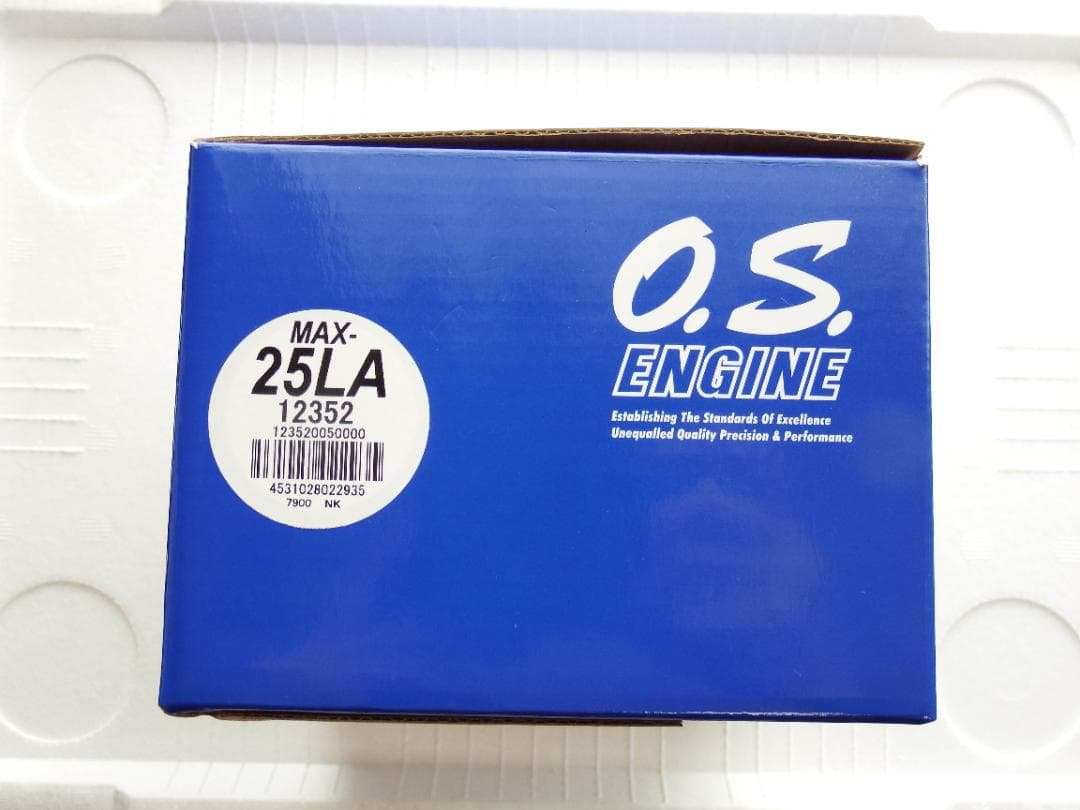 MAX-
25LA
12352
123520050000
4531028022935
7900 NK
O.S.
ENGINE
Establishing The Standards Of Excellence
Unequalled Quality Precision & Performance